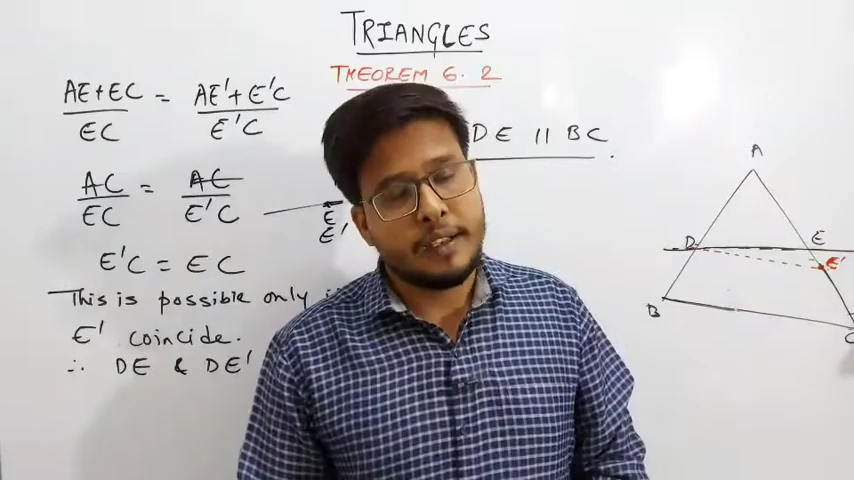 TRIANGLES
THEOREM 6.2
AE+EC / EC = AE'+E'C / E'C
DE || BC.
AC / EC = AC / E'C
E
E'
E'C = EC
This is possible only
E' coincide.
∴ DE & DE'
A
D E
E'
B
C